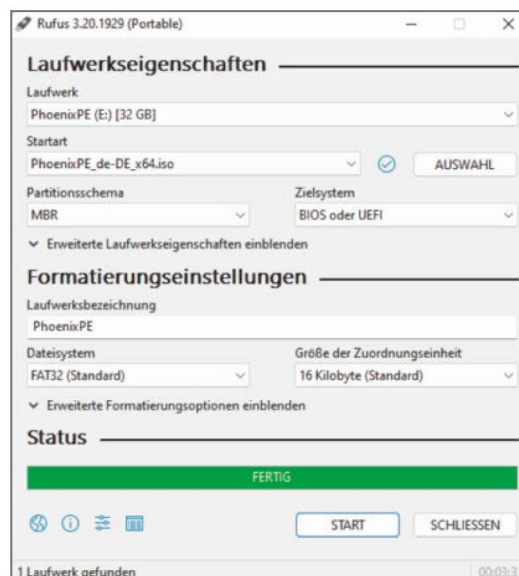 Rufus 3.20.1929 (Portable)
Laufwerkseigenschaften
Laufwerk
PhoenixPE (E:) [32 GB]
Startart
PhoenixPE_de-DE_x64.iso
AUSWAHL
Partitionsschema
Zielsystem
MBR
BIOS oder UEFI
Erweiterte Laufwerkseigenschaften einblenden
Formatierungseinstellungen
Laufwerksbezeichnung
PhoenixPE
Dateisystem
Größe der Zuordnungseinheit
FAT32 (Standard)
16 Kilobyte (Standard)
Erweiterte Formatierungsoptionen einblenden
Status
FERTIG
START
SCHLIESSEN
1 Laufwerk gefunden